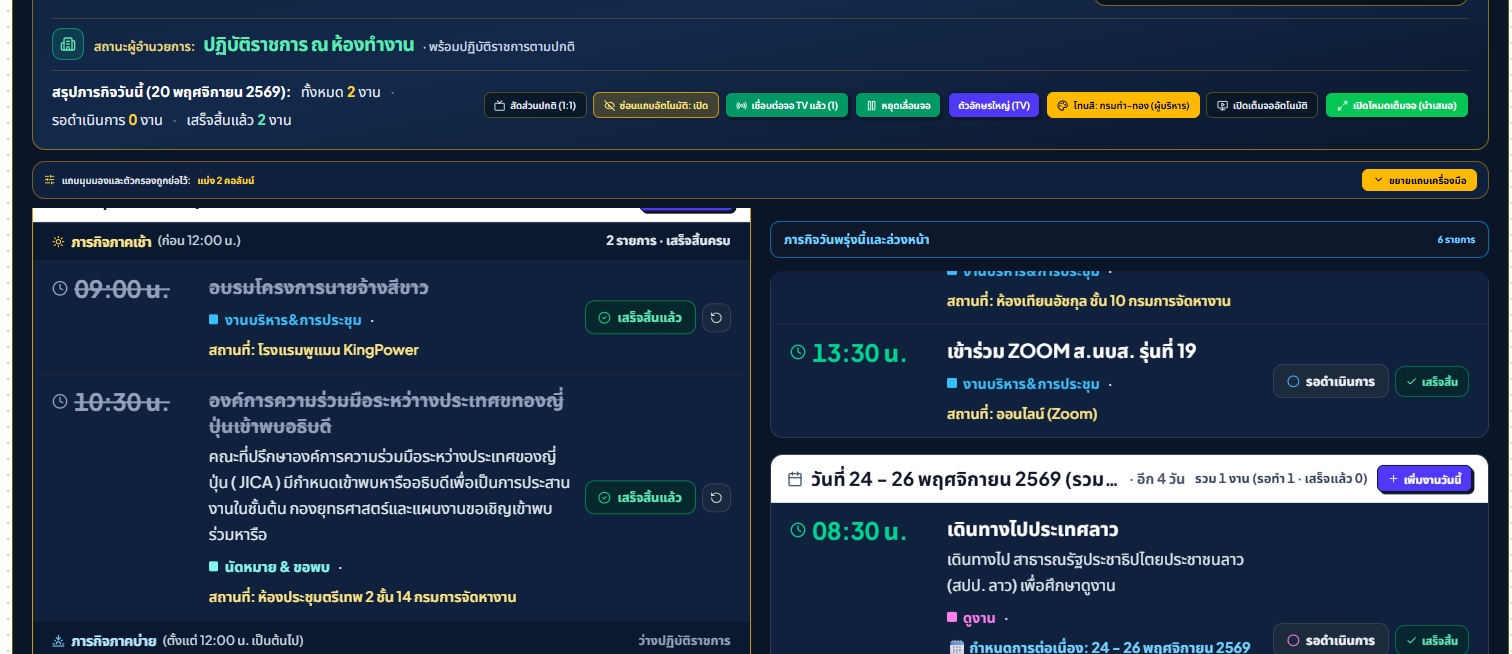 สถานะผู้อำนวยการ: ปฏิบัติราชการ ณ ห้องทำงาน · พร้อมปฏิบัติราชการตามปกติ
สรุปภารกิจวันนี้ (20 พฤศจิกายน 2569): ทั้งหมด 2 งาน ·
รอดำเนินการ 0 งาน · เสร็จสิ้นแล้ว 2 งาน
สัดส่วนปกติ (1:1)
ซ่อนแถบอัตโนมัติ: เปิด
เชื่อมต่อจอ TV แล้ว (1)
หยุดเลื่อนจอ
ตัวอักษรใหญ่ (TV)
โทนสี: กรมท่า-ทอง (ผู้บริหาร)
เปิดเต็มจออัตโนมัติ
เปิดโหมดเต็มจอ (นำเสนอ)
แถบมุมมองและตัวกรองถูกย่อไว้: แบ่ง 2 คอลัมน์
ขยายแถบเครื่องมือ
ภารกิจภาคเช้า (ก่อน 12:00 น.)
2 รายการ · เสร็จสิ้นครบ
09:00 น.
อบรมโครงการนายจ้างสีขาว
งานบริหาร&การประชุม ·
สถานที่: โรงแรมพูแมน KingPower
เสร็จสิ้นแล้ว
10:30 น.
องค์การความร่วมมือระหว่าางประเทศขทองญี่
ปุ่นเข้าพบอธิบดี
คณะที่ปรึกษาองค์การความร่วมมือระหว่างประเทศของญี่
ปุ่น ( JICA ) มีกำหนดเข้าพบหารืออธิบดีเพื่อเป็นการประสาน
งานในชั้นต้น กองยุทธศาสตร์และแผนงานขอเชิญเข้าพบ
ร่วมหารือ
นัดหมาย & ขอพบ ·
สถานที่: ห้องประชุมตรีเทพ 2 ชั้น 14 กรมการจัดหางาน
เสร็จสิ้นแล้ว
ภารกิจภาคบ่าย (ตั้งแต่ 12:00 น. เป็นต้นไป)
ว่างปฏิบัติราชการ
ภารกิจวันพรุ่งนี้และล่วงหน้า
6 รายการ
งานบริหาร&การประชุม ·
สถานที่: ห้องเทียนอัชกุล ชั้น 10 กรมการจัดหางาน
13:30 น.
เข้าร่วม ZOOM ส.นบส. รุ่นที่ 19
งานบริหาร&การประชุม ·
สถานที่: ออนไลน์ (Zoom)
รอดำเนินการ
เสร็จสิ้น
วันที่ 24 – 26 พฤศจิกายน 2569 (รวม... · อีก 4 วัน รวม 1 งาน (รอทำ 1 · เสร็จแล้ว 0)
เพิ่มงานวันนี้
08:30 น.
เดินทางไปประเทศลาว
เดินทางไป สาธารณรัฐประชาธิปไตยประชาชนลาว
(สปป. ลาว) เพื่อศึกษาดูงาน
ดูงาน ·
กำหนดการต่อเนื่อง: 24 – 26 พฤศจิกายน 2569
รอดำเนินการ
เสร็จสิ้น